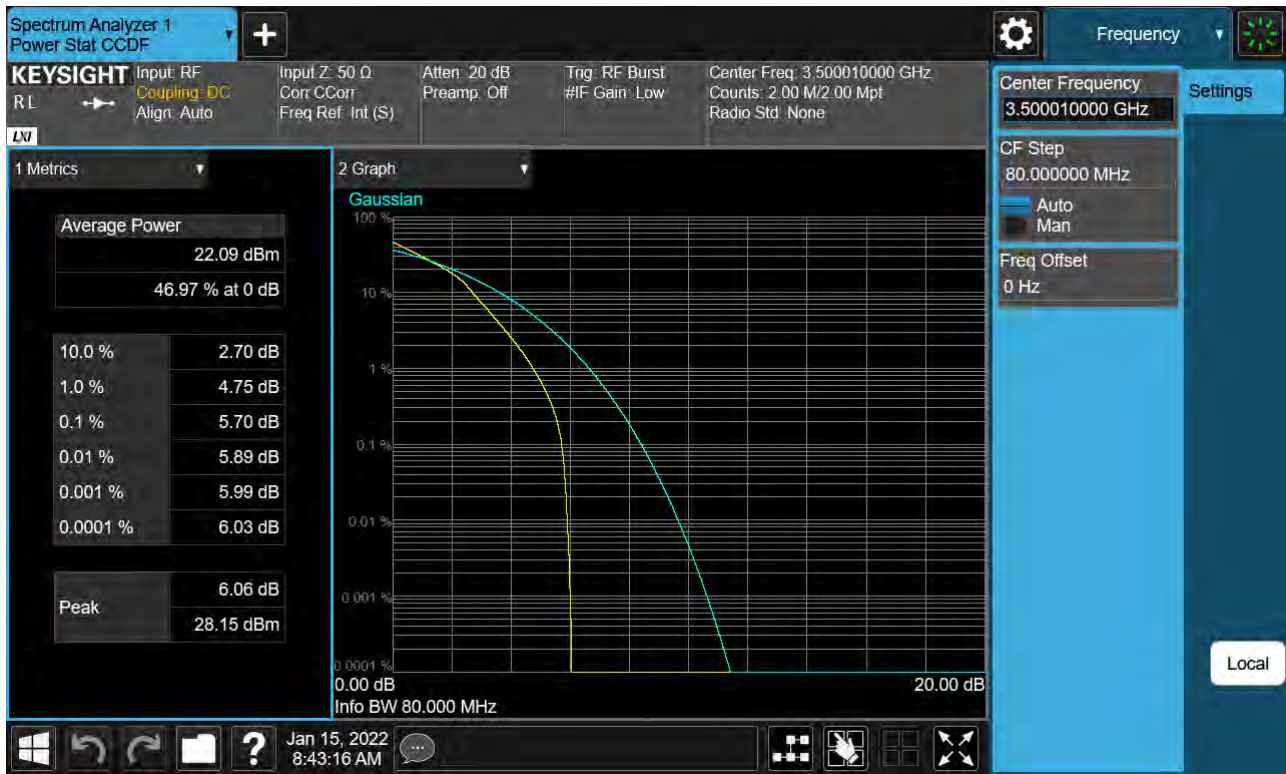 Spectrum Analyzer 1
Power Stat CCDF
+
Frequency
KEYSIGHT
RL
LXI
Input: RF
Coupling: DC
Align: Auto
Input Z: 50 Ω
Corr CCorr
Freq Ref: Int (S)
Atten: 20 dB
Preamp: Off
Trig: RF Burst
#IF Gain: Low
Center Freq: 3.500010000 GHz
Counts: 2.00 M/2.00 Mpt
Radio Std: None
Center Frequency
3.500010000 GHz
Settings
CF Step
80.000000 MHz
Auto
Man
Freq Offset
0 Hz
Local
1 Metrics
Average Power
22.09 dBm
46.97 % at 0 dB
10.0 % 2.70 dB
1.0 % 4.75 dB
0.1 % 5.70 dB
0.01 % 5.89 dB
0.001 % 5.99 dB
0.0001 % 6.03 dB
Peak
6.06 dB
28.15 dBm
2 Graph
Gaussian
100 %
10 %
1 %
0.1 %
0.01 %
0.001 %
0.0001 %
0.00 dB 20.00 dB
Info BW 80.000 MHz
?
Jan 15, 2022
8:43:16 AM